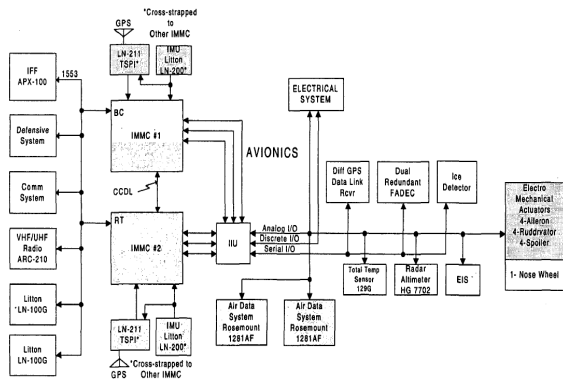 GPS
*Cross-strapped
to
Other IMMC
IFF
APX-100
1553
LN-211
TSPI*
IMU
Litton
LN-200*
Defensive
System
BC
IMMC #1
ELECTRICAL
SYSTEM
AVIONICS
Comm
System
CCDL
Diff GPS
Data Link
Rcvr
Dual
Redundant
FADEC
Ice
Detector
VHF/UHF
Radio
ARC-210
RT
IMMC #2
IIU
Analog I/O
Discrete I/O
Serial I/O
Electro
Mechanical
Actuators
4-Aileron
4-Ruddrvator
4-Spoiler
1- Nose Wheel
Total Temp
Sensor
129G
Radar
Altimeter
HG 7702
EIS
Litton
LN-100G
Litton
LN-100G
LN-211
TSPI*
IMU
Litton
LN-200*
Air Data
System
Rosemount
1281AF
Air Data
System
Rosemount
1281AF
GPS
*Cross-strapped to
Other IMMC